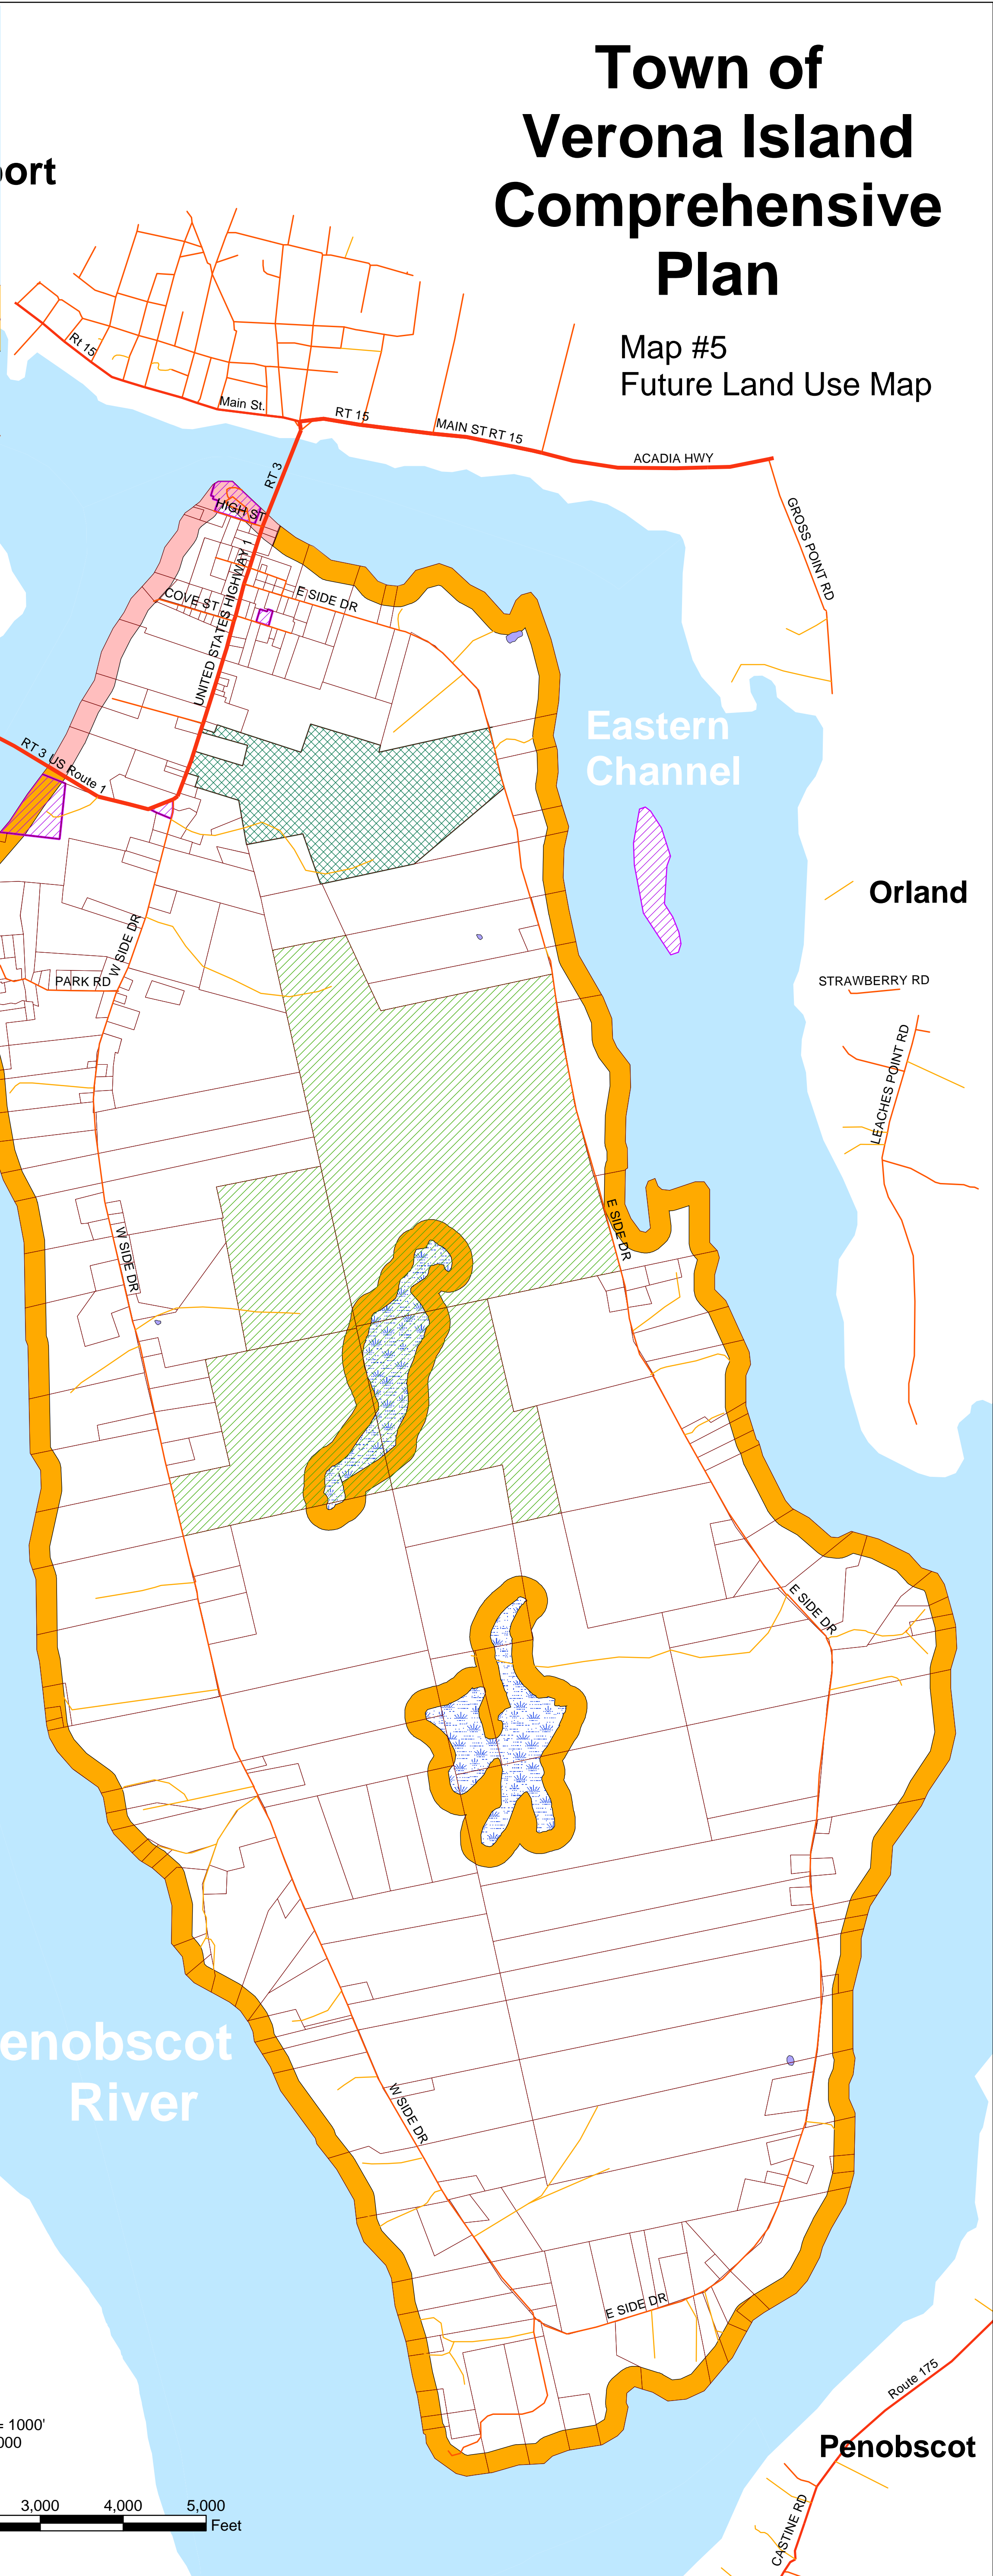 Town of
Verona Island
Comprehensive
Plan
Map #5
Future Land Use Map
port
Rt 15
Main St.
RT 15
MAIN ST RT 15
ACADIA HWY
RT 3
HIGH ST
GROSS POINT RD
COVE ST
E SIDE DR
UNITED STATES HIGHWAY 1
Eastern
Channel
RT 3 US Route 1
Orland
W SIDE DR
PARK RD
STRAWBERRY RD
LEACHES POINT RD
E SIDE DR
W SIDE DR
E SIDE DR
enobscot
River
W SIDE DR
E SIDE DR
Route 175
= 1000'
000
Penobscot
3,000 4,000 5,000
Feet
CASTINE RD